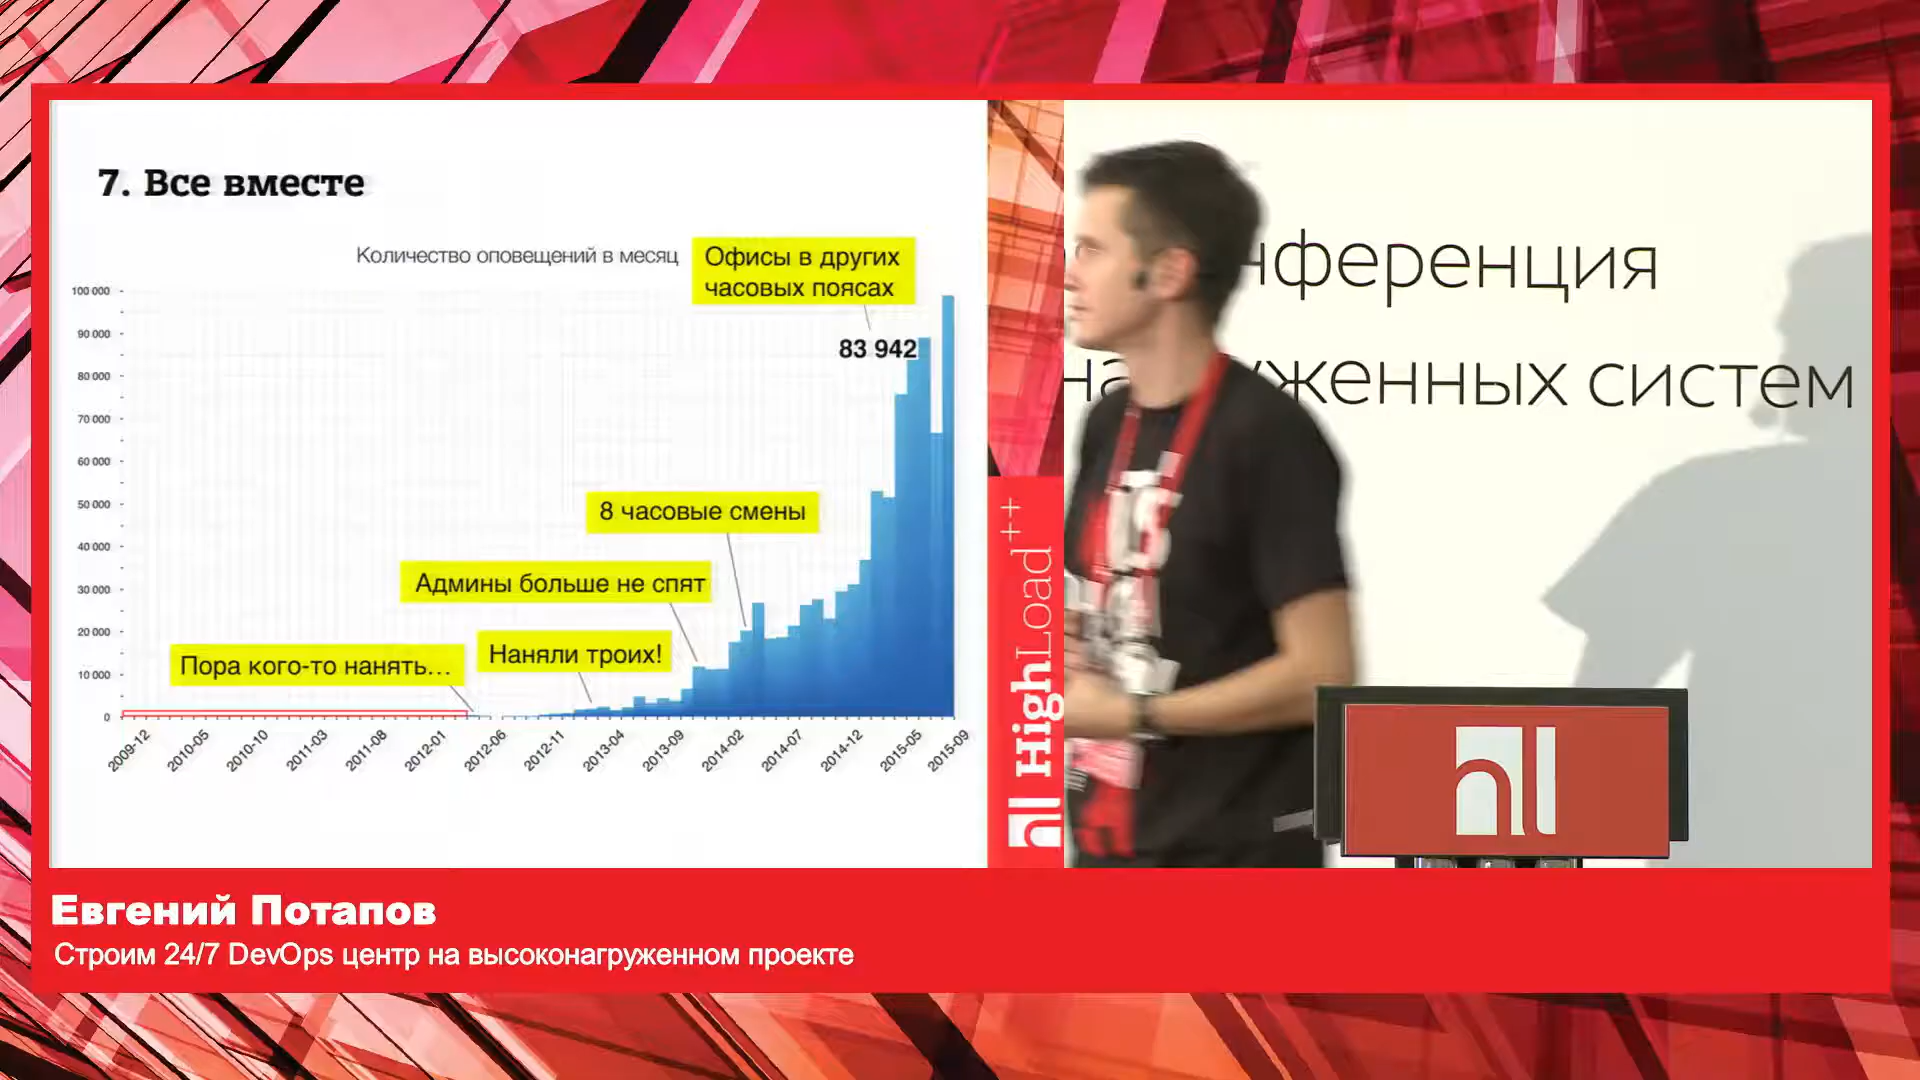 7. Все вместе
Количество оповещений в месяц
Офисы в других
часовых поясах
83 942
8 часовые смены
Админы больше не спят
Наняли троих!
Пора кого-то нанять...
100 000
90 000
80 000
70 000
60 000
50 000
40 000
30 000
20 000
10 000
0
2009-12
2010-05
2010-10
2011-03
2011-08
2012-01
2012-06
2012-11
2013-04
2013-09
2014-02
2014-07
2014-12
2015-05
2015-09
HighLoad++
нференция
на уженных систем
Евгений Потапов
Строим 24/7 DevOps центр на высоконагруженном проекте